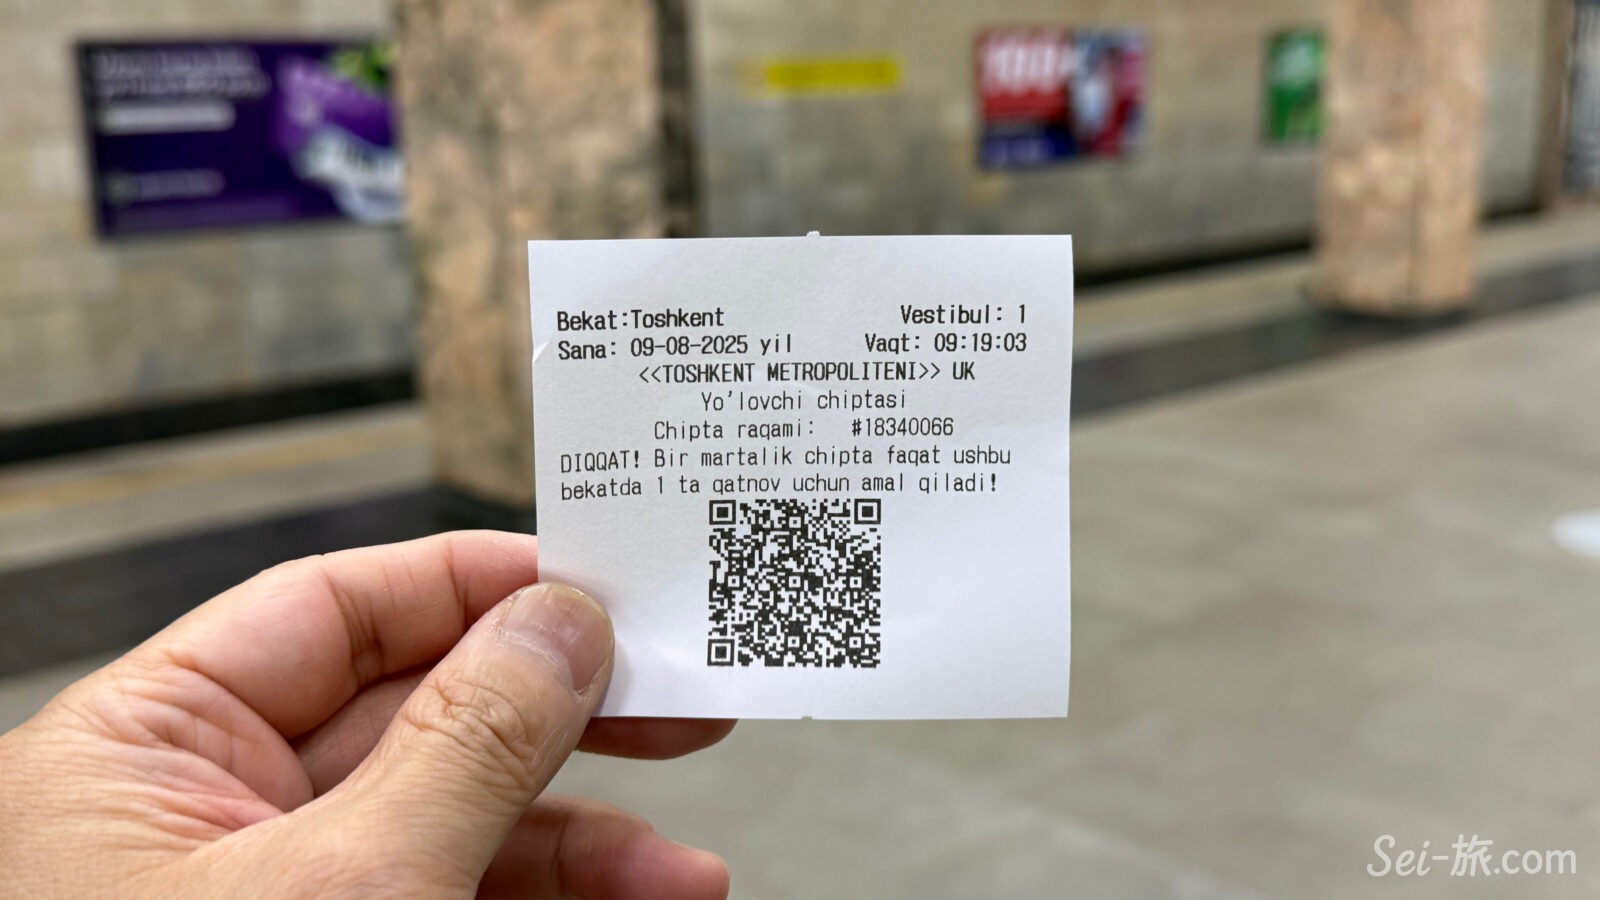 Bekat:Toshkent Vestibul: 1
Sana: 09-08-2025 yil Vaqt: 09:19:03
<<TOSHKENT METROPOLITENI>> UK
Yo'lovchi chiptasi
Chipta raqami: #18340066
DIQQAT! Bir martalik chipta faqat ushbu
bekatda 1 ta qatnov uchun amal qiladi!
Sei-旅.com